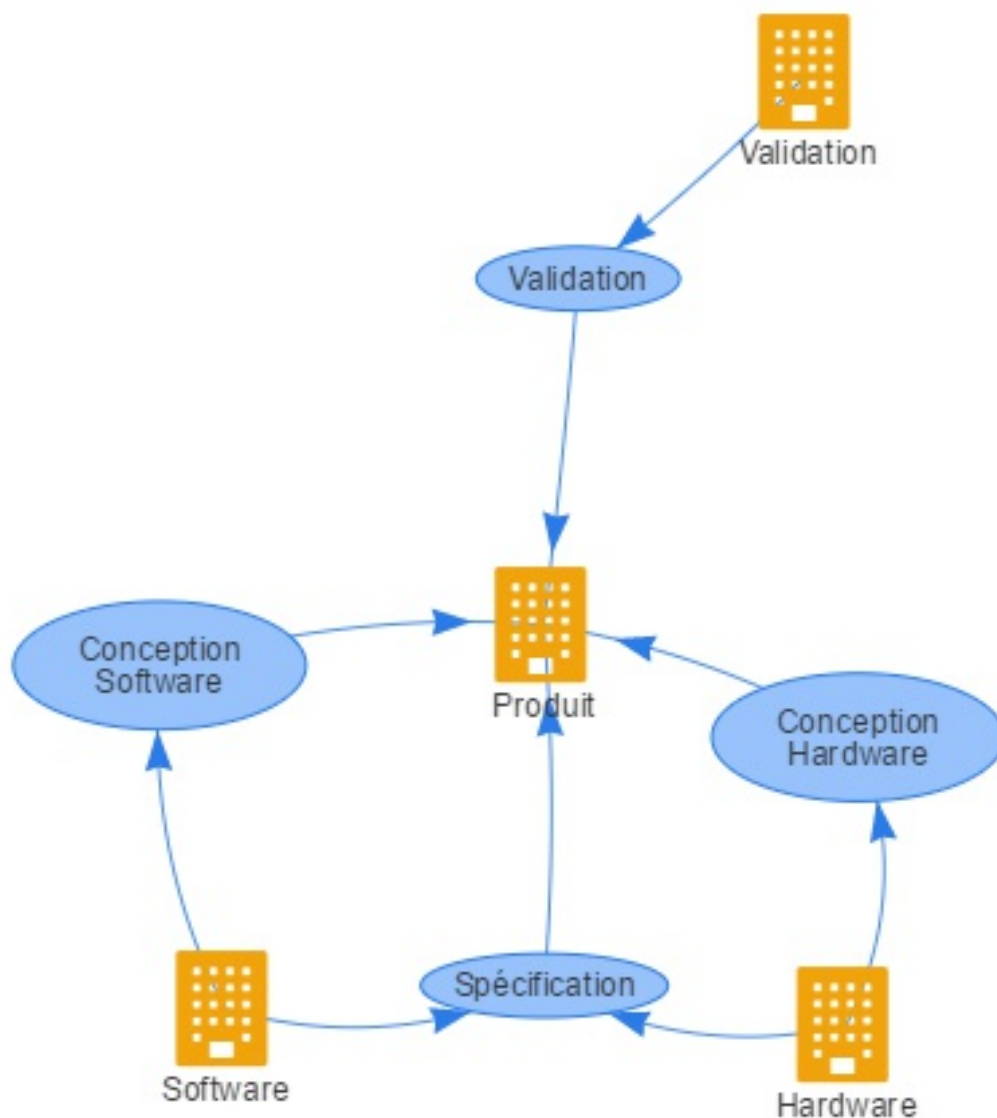 Validation
Validation
Conception
Software
Produit
Conception
Hardware
Spécification
Software
Hardware